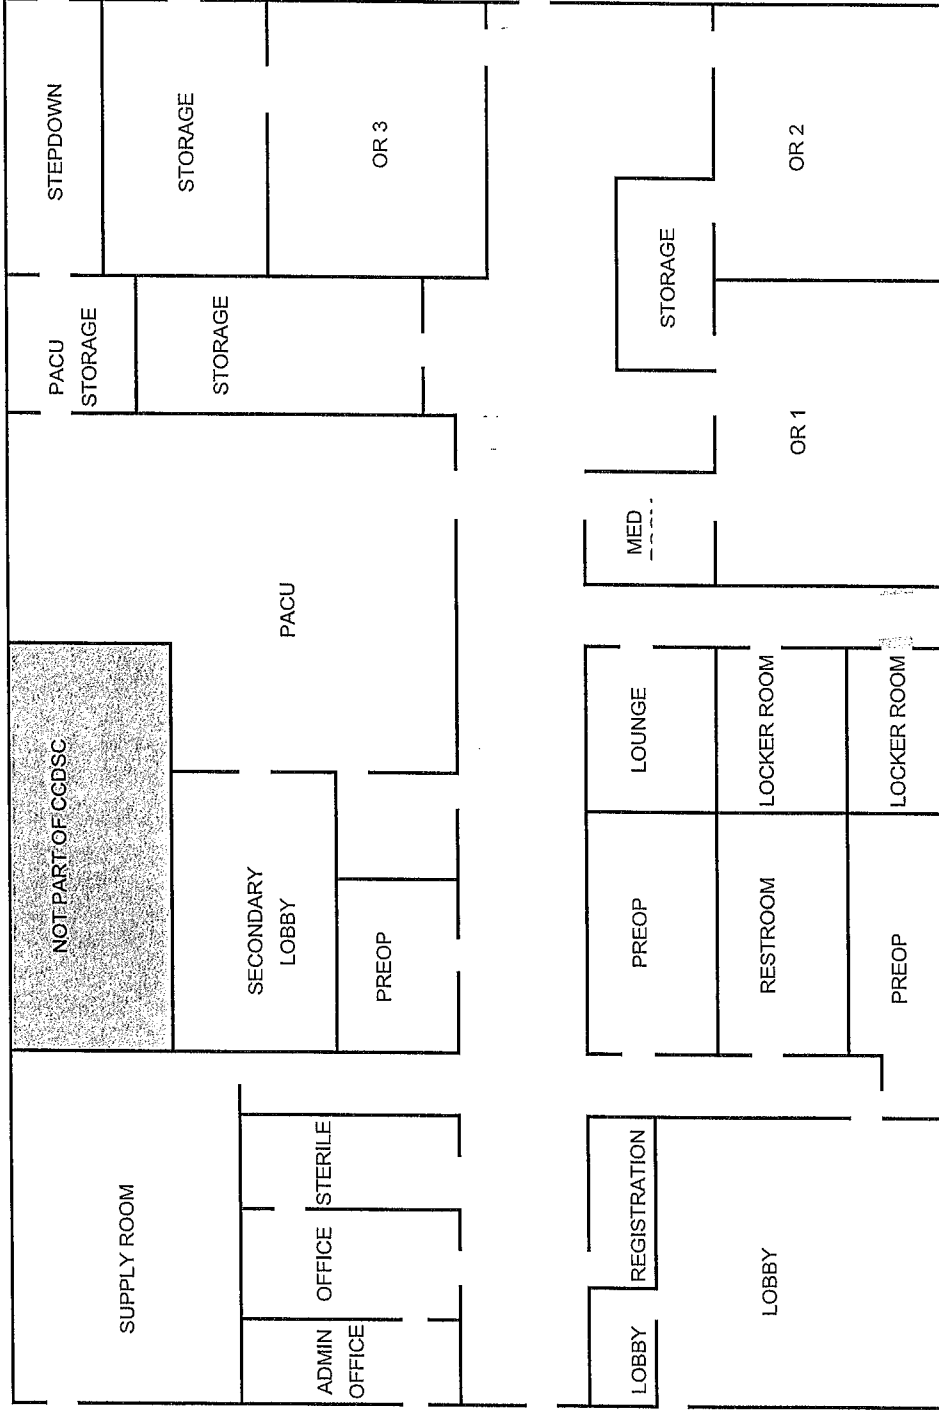 NOT PART OF CCDSC
PACU
STORAGE
STEPDOWN
SUPPLY ROOM
STORAGE
STORAGE
SECONDARY
LOBBY
PACU
ADMIN
OFFICE
OFFICE
STERILE
PREOP
OR 3
LOBBY
REGISTRATION
PREOP
LOUNGE
MED
STORAGE
LOBBY
RESTROOM
LOCKER ROOM
OR 1
OR 2
PREOP
LOCKER ROOM